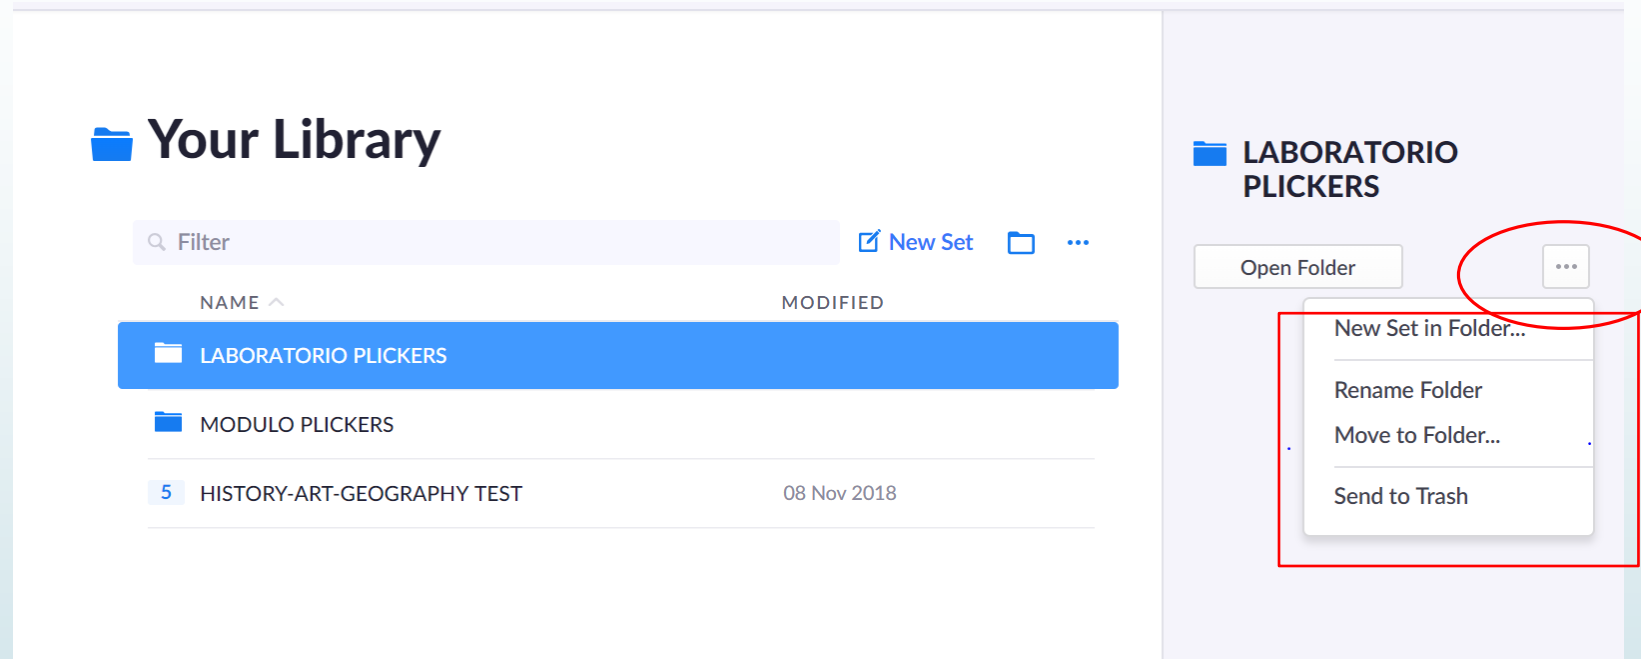 Your Library
Filter
New Set
NAME
MODIFIED
LABORATORIO PLICKERS
MODULO PLICKERS
5 HISTORY-ART-GEOGRAPHY TEST 08 Nov 2018
LABORATORIO
PLICKERS
Open Folder
New Set in Folder...
Rename Folder
Move to Folder...
Send to Trash